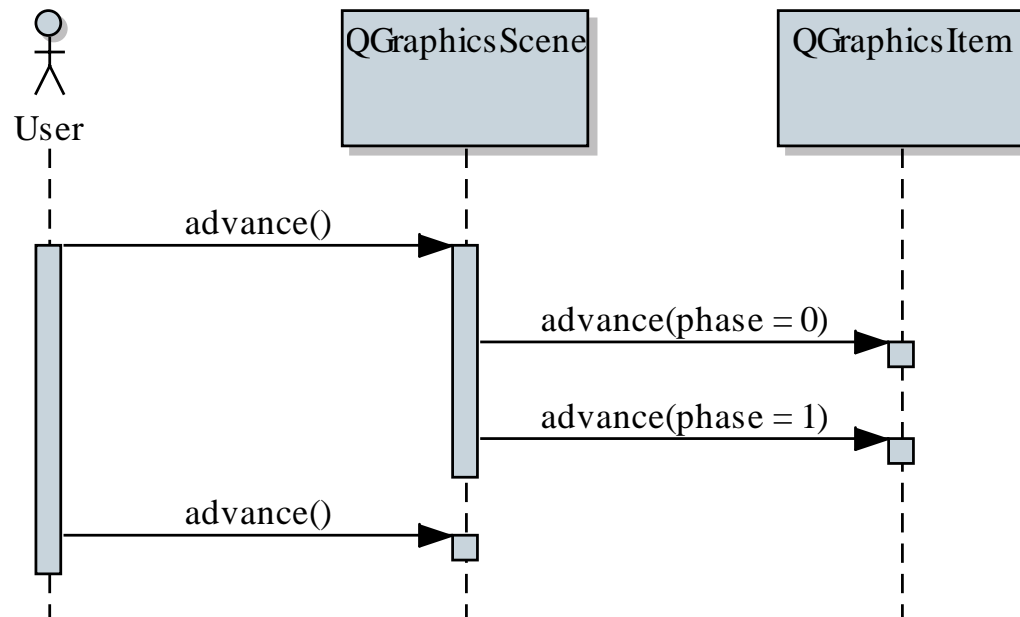 QGraphicsScene
QGraphicsItem
User
advance()
advance(phase = 0)
advance(phase = 1)
advance()